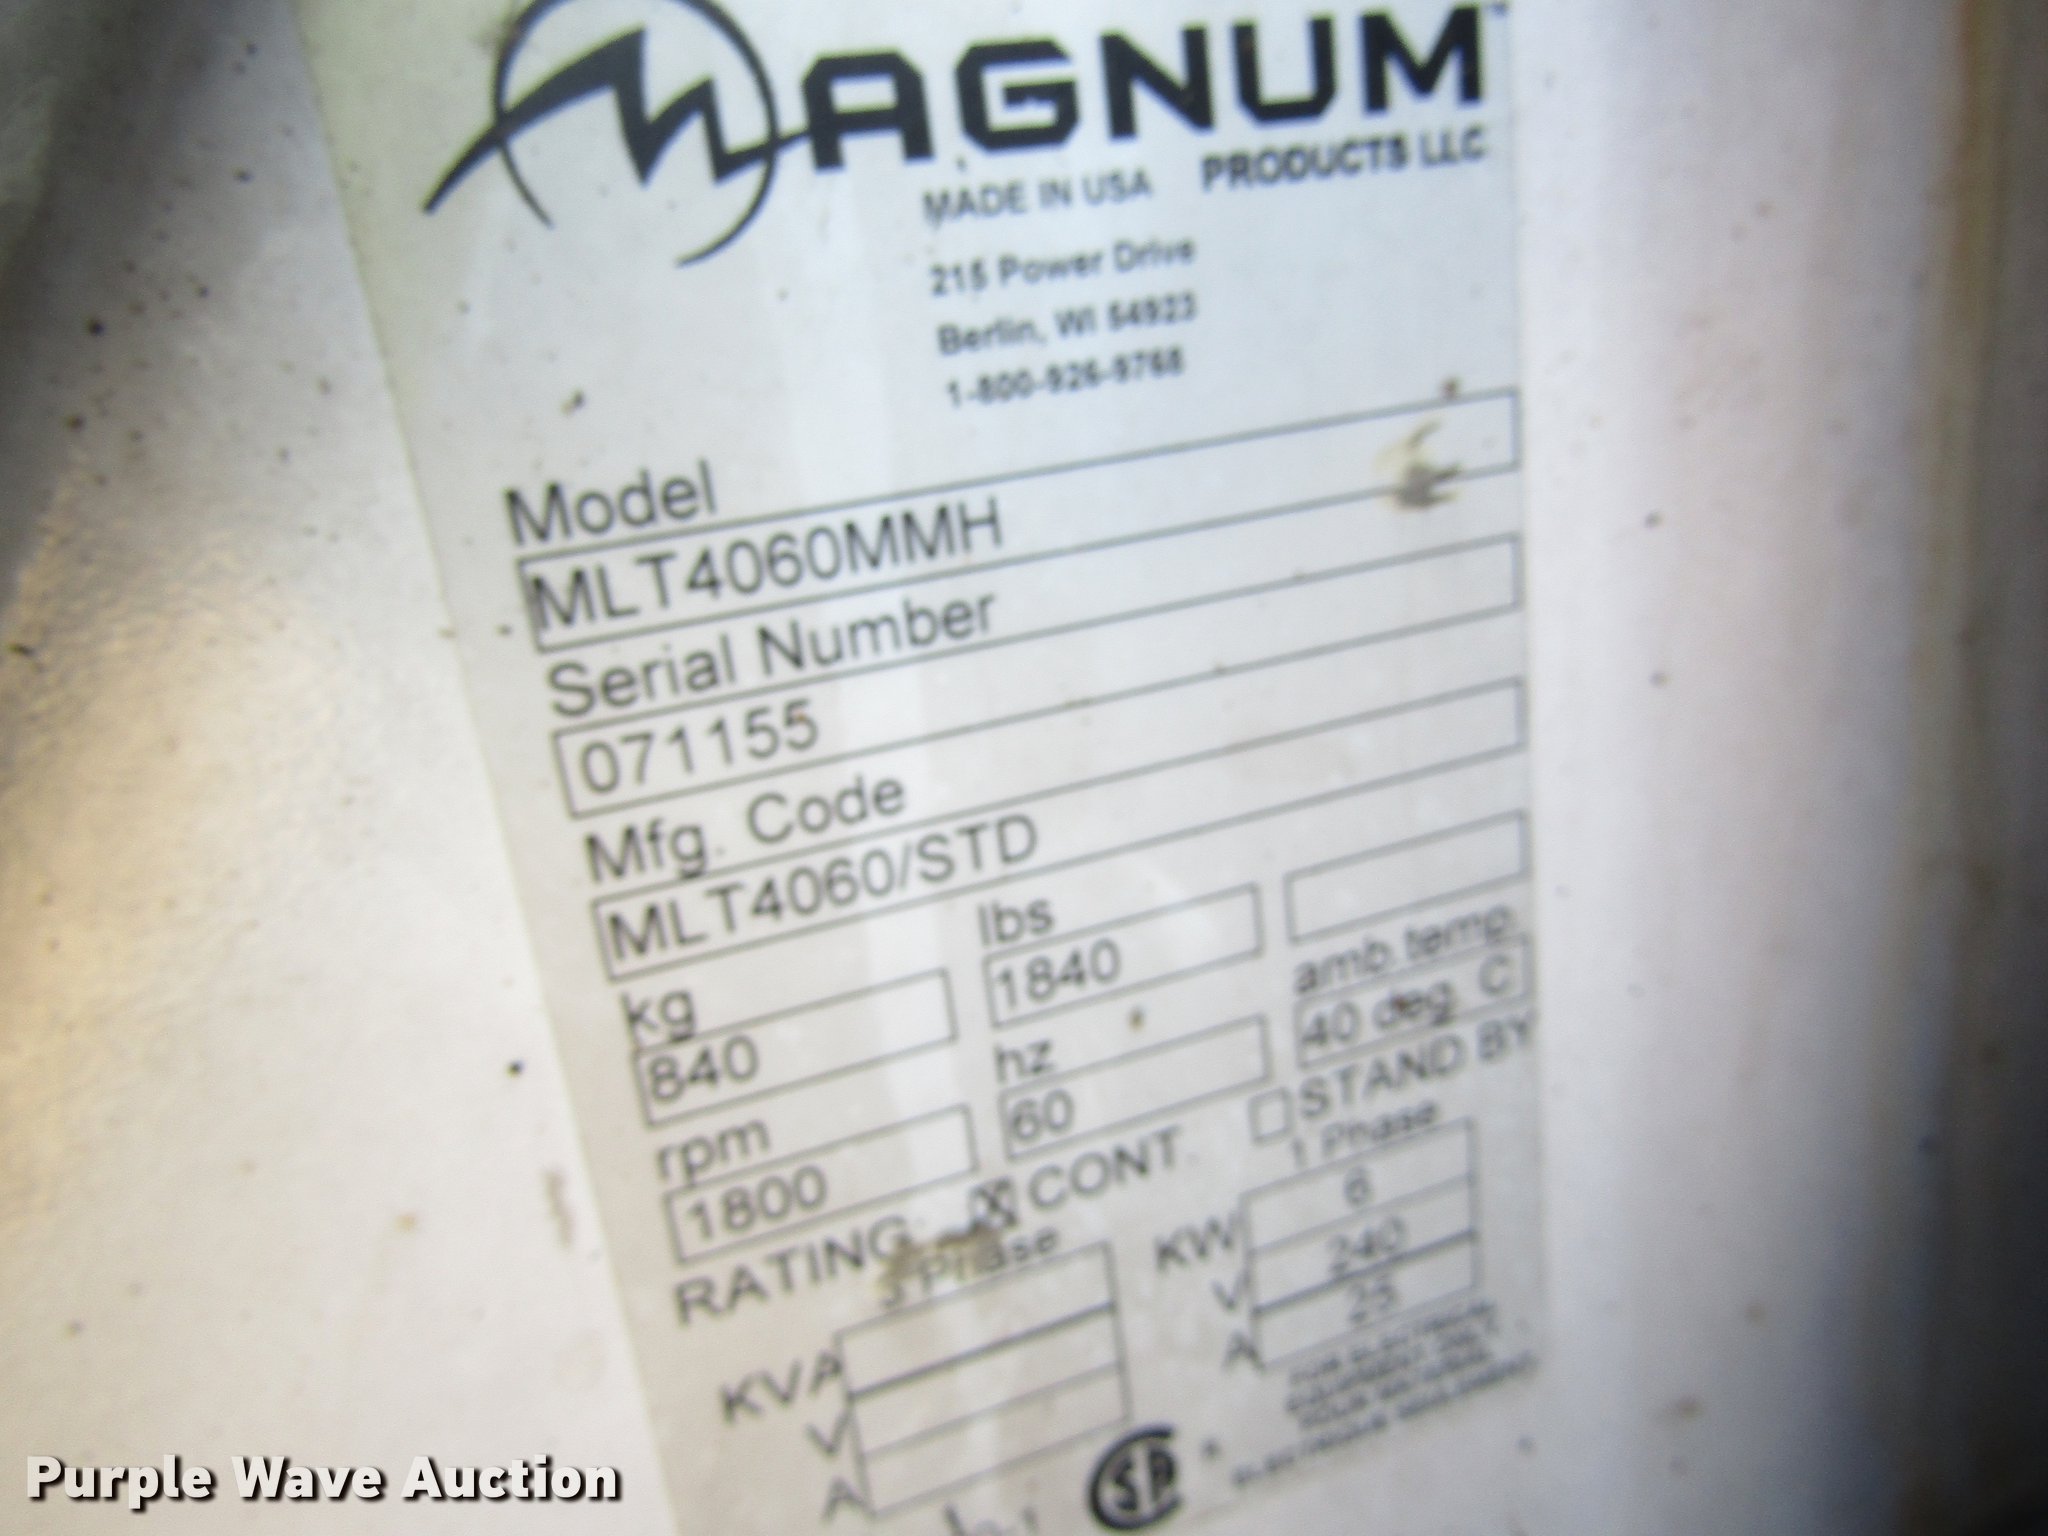 MAGNUM
MADE IN USA PRODUCTS LLC
215 Power Drive
Berlin, WI 54923
1-800-926-9768
Model
MLT4060MMH
Serial Number
071155
Mfg. Code
MLT4060/STD
kg lbs
840 1840
amb.temp.
40 deg. C
rpm hz
1800 60
RATING: CONT. STAND BY
3 Phase 1 Phase
KVA KW 6
V V 240
A A 25
Purple Wave Auction